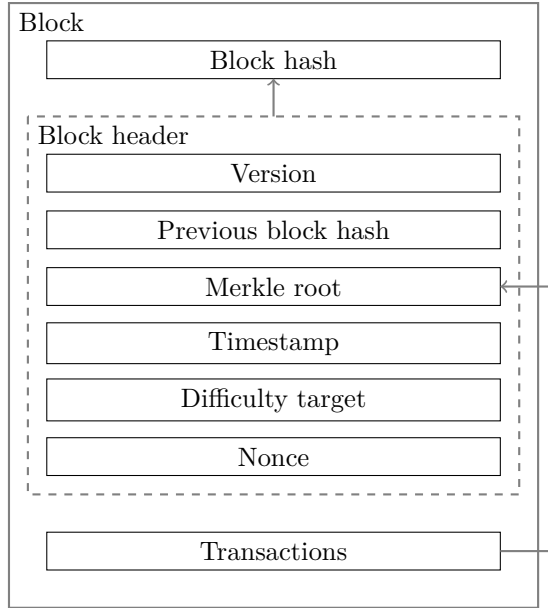 Block
Block hash
Block header
Version
Previous block hash
Merkle root
Timestamp
Difficulty target
Nonce
Transactions